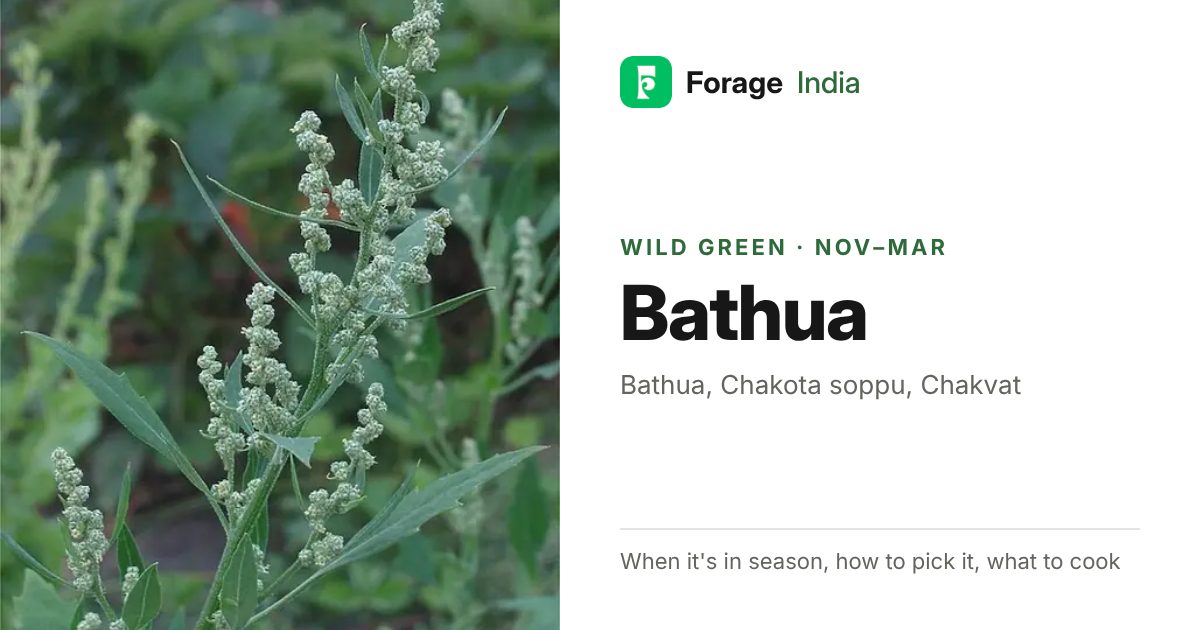 Forage India
WILD GREEN · NOV–MAR
Bathua
Bathua, Chakota soppu, Chakvat
When it's in season, how to pick it, what to cook